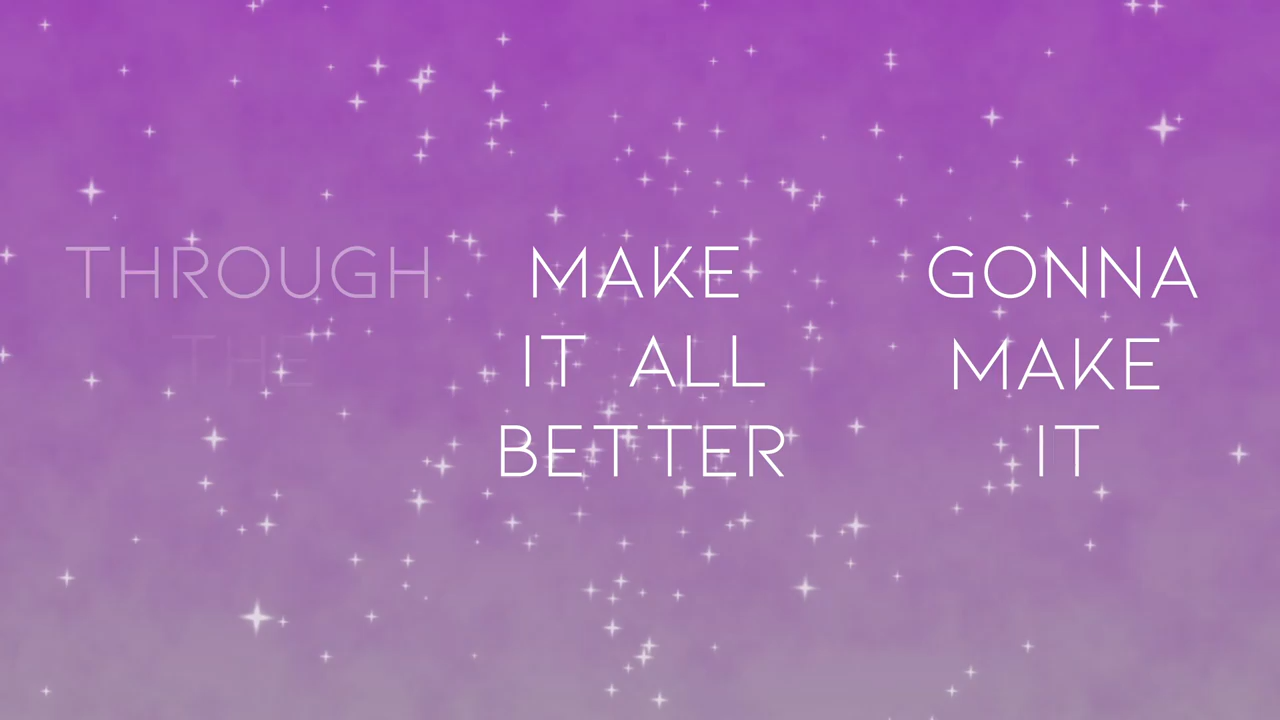 THROUGH
THE
MAKE
IT ALL
BETTER
GONNA
MAKE
IT